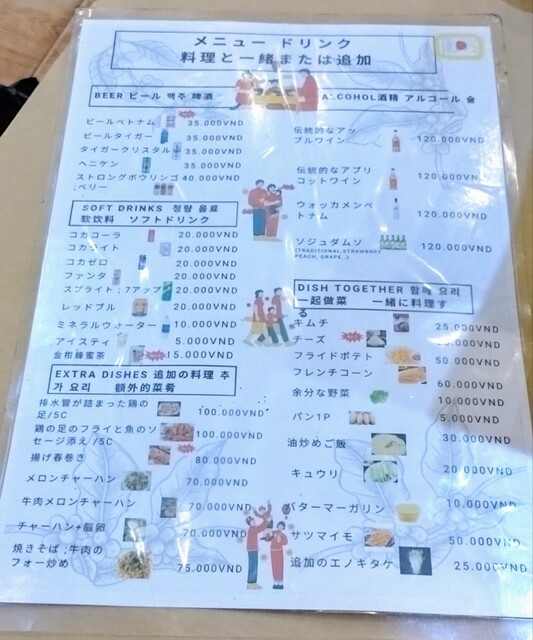 メニュー ドリンク
料理と一緒または追加
BEER ビール 맥주 啤酒
ビールベトナム 35.000VND
ビールタイガー 35.000VND
タイガークリスタル 35.000VND
ヘニケン 35.000VND
ストロングボウリンゴ 40.000VND
;ベリー
SOFT DRINKS 청량 음료
软饮料 ソフトドリンク
コカコーラ 20.000VND
コカライト 20.000VND
コカゼロ 20.000VND
ファンタ 20.000VND
スプライト ; 7アップ 20.000VND
レッドブル 20.000VND
ミネラルウォーター 10.000VND
アイスティ 5.000VND
金柑蜂蜜茶 15.000VND
EXTRA DISHES 追加の料理 추
가 요리 额外的菜肴
排水管が詰まった鶏の
足/5C 100.000VND
鶏の足のフライと魚のソ
セージ添え /5C 100.000VND
揚げ春巻き 80.000VND
メロンチャーハン 70.000VND
牛肉メロンチャーハン 70.000VND
チャーハン+脳卵 70.000VND
焼きそば ;牛肉の
フォー炒め 75.000VND
ALCOHOL酒精 アルコール 술
伝統的なアッ
プルワイン 120.000VND
伝統的なアプリ
コットワイン 120.000VND
ウォッカメンベ
トナム 120.000VND
ソジュダムソ 120.000VND
(TRADITIONAL,STRAWBERRY
PEACH, GRAPE..)
DISH TOGETHER 함께 요리
一起做菜 一緒に料理す
る
キムチ 25.000VND
チーズ
フライドポテト 50.000VND
フレンチコーン 60.000VND
余分な野菜 10.000VND
パン1P 5.000VND
油炒めご飯 30.000VND
キュウリ 20.000VND
バターマーガリン 10.000VND
サツマイモ 50.000VND
追加のエノキタケ 25.000VND